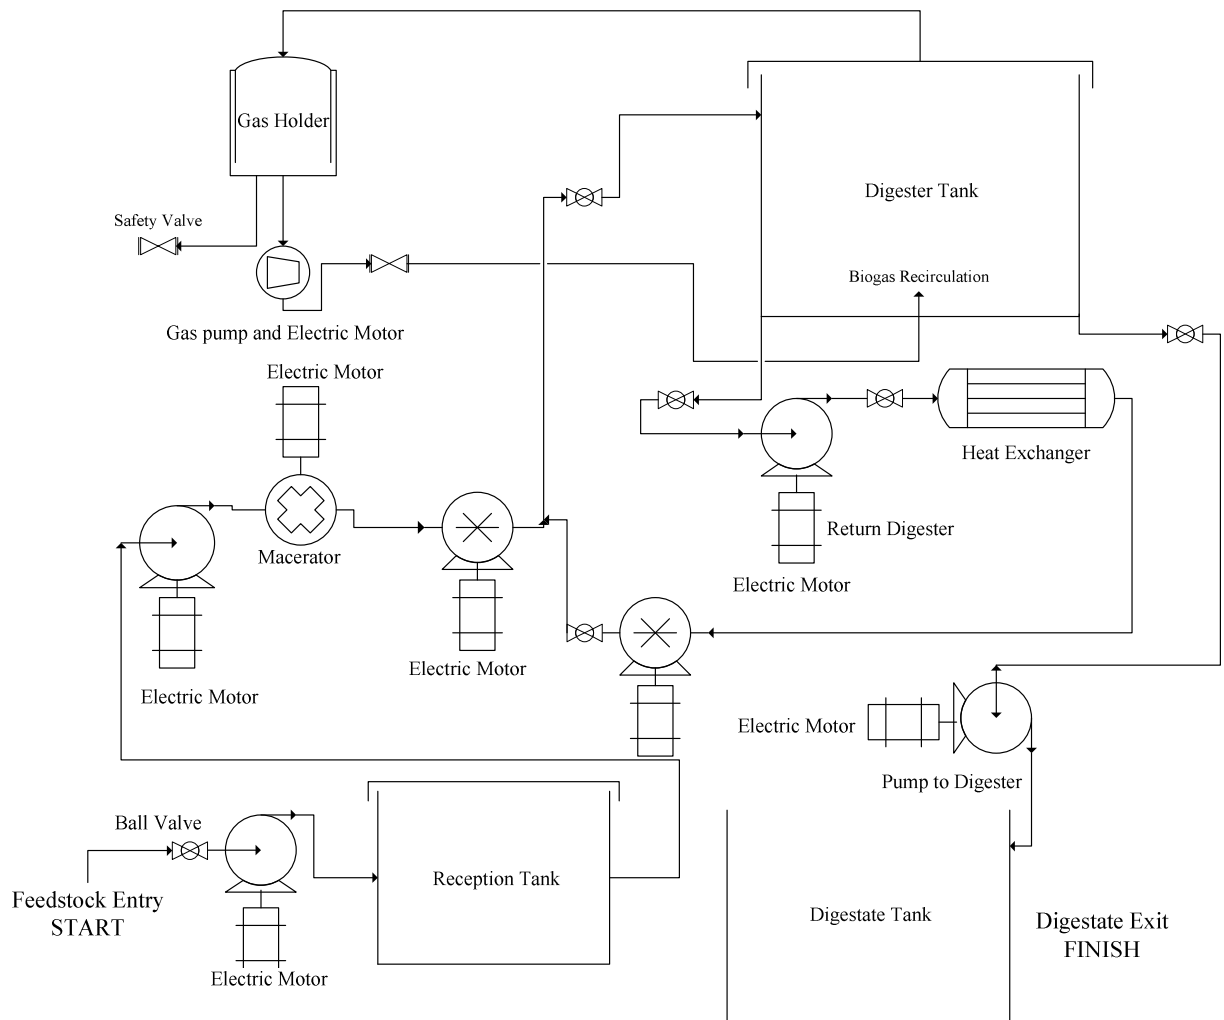 Gas Holder
Digester Tank
Safety Valve
Biogas Recirculation
Gas pump and Electric Motor
Electric Motor
Heat Exchanger
Return Digester
Macerator
Electric Motor
Electric Motor
Electric Motor
Electric Motor
Pump to Digester
Ball Valve
Reception Tank
Feedstock Entry
START
Digestate Tank
Digestate Exit
FINISH
Electric Motor